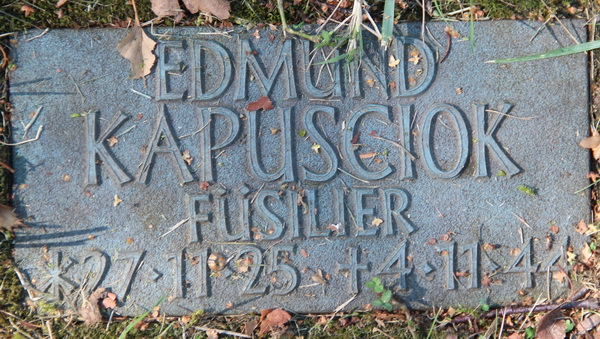 EDMUND
KAPUSCIOK
FÜSILIER
*27·11·25 †4·11·44